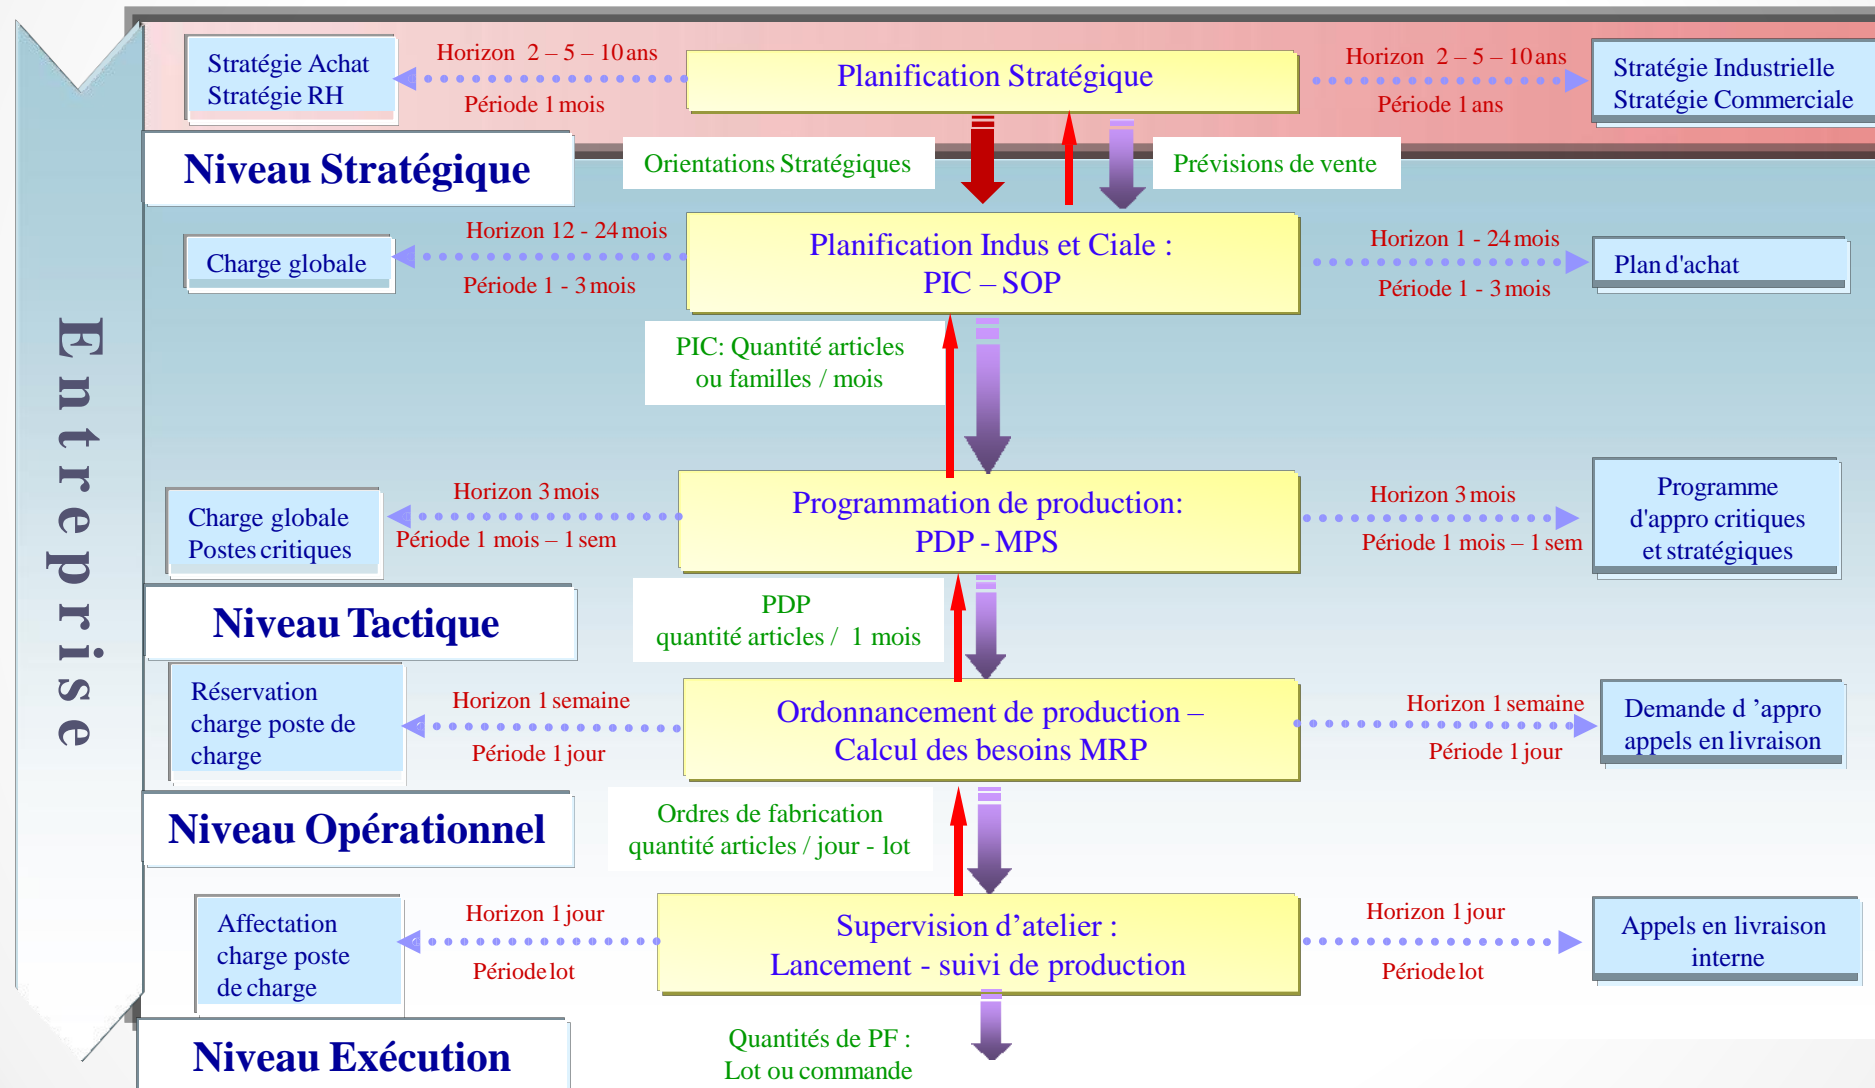 Entreprise
Stratégie Achat
Stratégie RH
Horizon 2 – 5 – 10 ans
Période 1 mois
Planification Stratégique
Horizon 2 – 5 – 10 ans
Période 1 ans
Stratégie Industrielle
Stratégie Commerciale
Niveau Stratégique
Orientations Stratégiques
Prévisions de vente
Charge globale
Horizon 12 - 24 mois
Période 1 - 3 mois
Planification Indus et Ciale :
PIC – SOP
Horizon 1 - 24 mois
Période 1 - 3 mois
Plan d'achat
PIC: Quantité articles
ou familles / mois
Charge globale
Postes critiques
Horizon 3 mois
Période 1 mois – 1 sem
Programmation de production:
PDP - MPS
Horizon 3 mois
Période 1 mois – 1 sem
Programme
d'appro critiques
et stratégiques
Niveau Tactique
PDP
quantité articles / 1 mois
Réservation
charge poste de
charge
Horizon 1 semaine
Période 1 jour
Ordonnancement de production –
Calcul des besoins MRP
Horizon 1 semaine
Période 1 jour
Demande d ’appro
appels en livraison
Niveau Opérationnel
Ordres de fabrication
quantité articles / jour - lot
Affectation
charge poste
de charge
Horizon 1 jour
Période lot
Supervision d’atelier :
Lancement - suivi de production
Horizon 1 jour
Période lot
Appels en livraison
interne
Niveau Exécution
Quantités de PF :
Lot ou commande